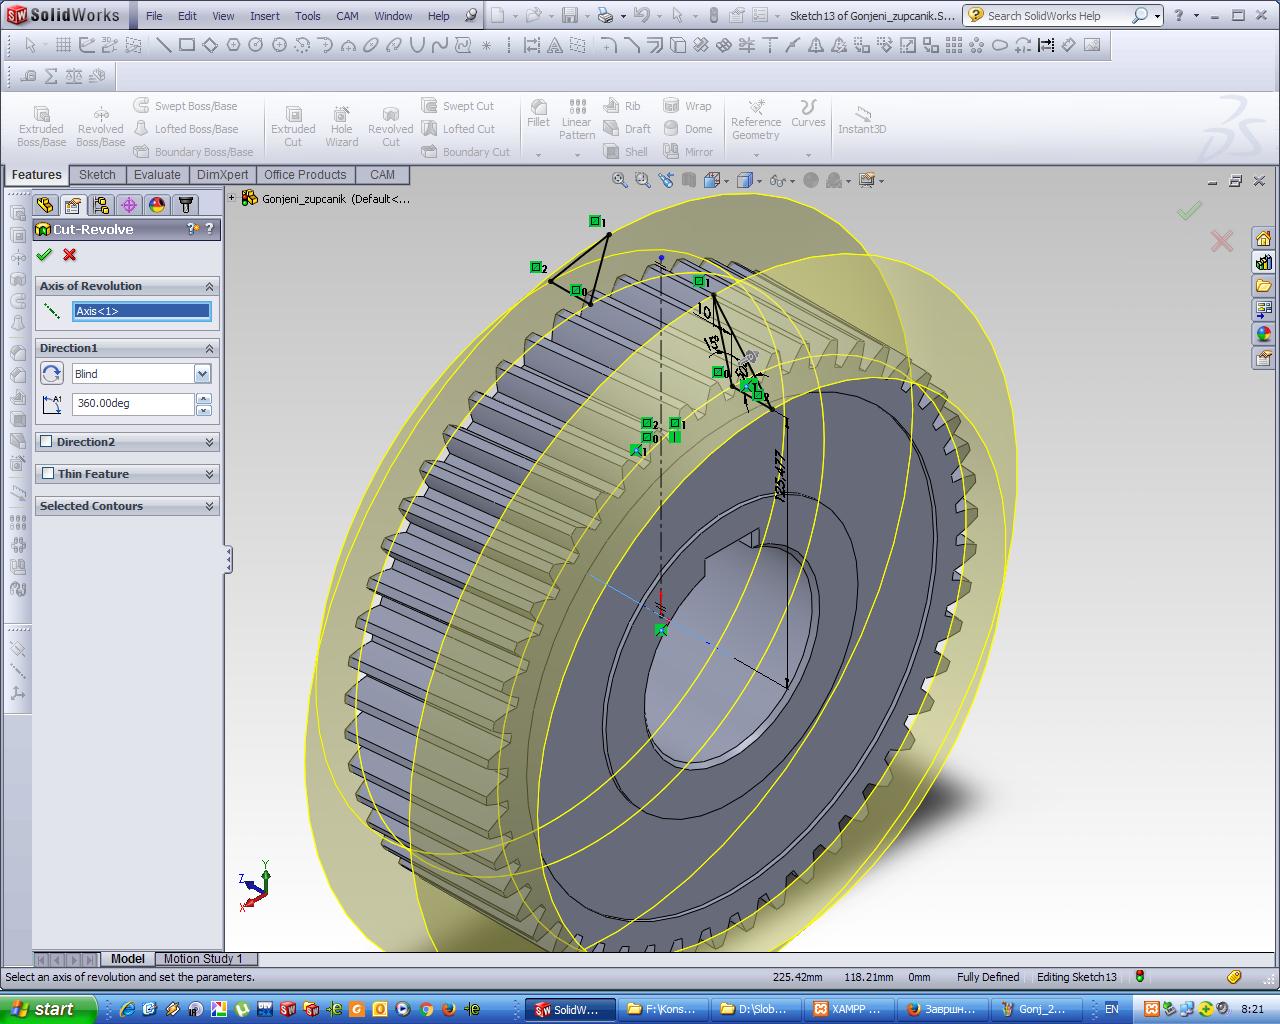 SolidWorks
File Edit View Insert Tools CAM Window Help
Sketch13 of Gonjeni_zupcanik.S...
Search SolidWorks Help
Extruded Boss/Base
Revolved Boss/Base
Swept Boss/Base
Lofted Boss/Base
Boundary Boss/Base
Extruded Cut
Hole Wizard
Revolved Cut
Swept Cut
Lofted Cut
Boundary Cut
Fillet
Linear Pattern
Rib
Draft
Shell
Wrap
Dome
Mirror
Reference Geometry
Curves
Instant3D
Features Sketch Evaluate DimXpert Office Products CAM
Gonjeni_zupcanik (Default<...
Cut-Revolve
Axis of Revolution
Axis<1>
Direction1
Blind
360.00deg
Direction2
Thin Feature
Selected Contours
1
2
0
1
10
0
2
1
0
1
125,477
Y
Z
X
Model Motion Study 1
Select an axis of revolution and set the parameters.
225.42mm 118.21mm 0mm Fully Defined Editing Sketch13
start
SolidW...
F:\Kons...
D:\Slob...
XAMPP ...
Завршн...
Gonj_2...
EN
8:21